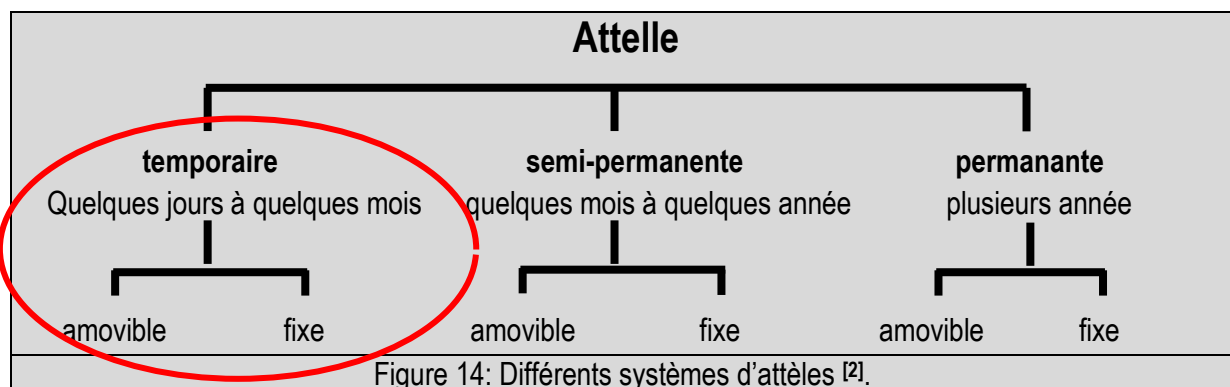 Attelle
temporaire semi-permanente permanante
Quelques jours à quelques mois quelques mois à quelques année plusieurs année
amovible fixe amovible fixe amovible fixe
Figure 14: Différents systèmes d'attèles [2].